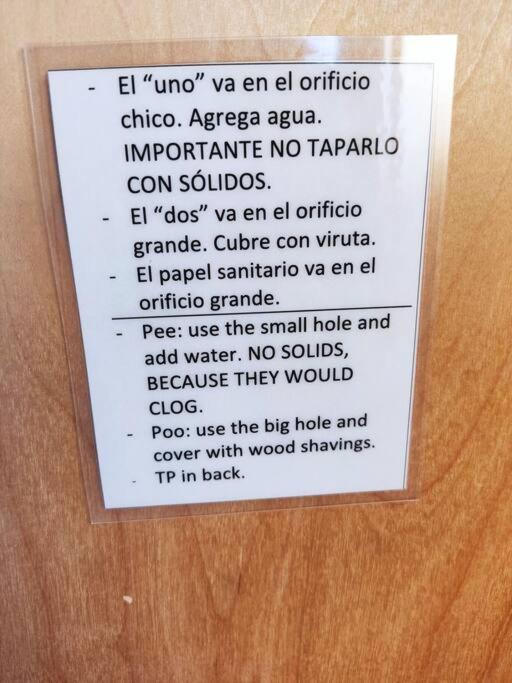 - El “uno” va en el orificio
chico. Agrega agua.
IMPORTANTE NO TAPARLO
CON SÓLIDOS.
- El “dos” va en el orificio
grande. Cubre con viruta.
- El papel sanitario va en el
orificio grande.
- Pee: use the small hole and
add water. NO SOLIDS,
BECAUSE THEY WOULD
CLOG.
- Poo: use the big hole and
cover with wood shavings.
- TP in back.